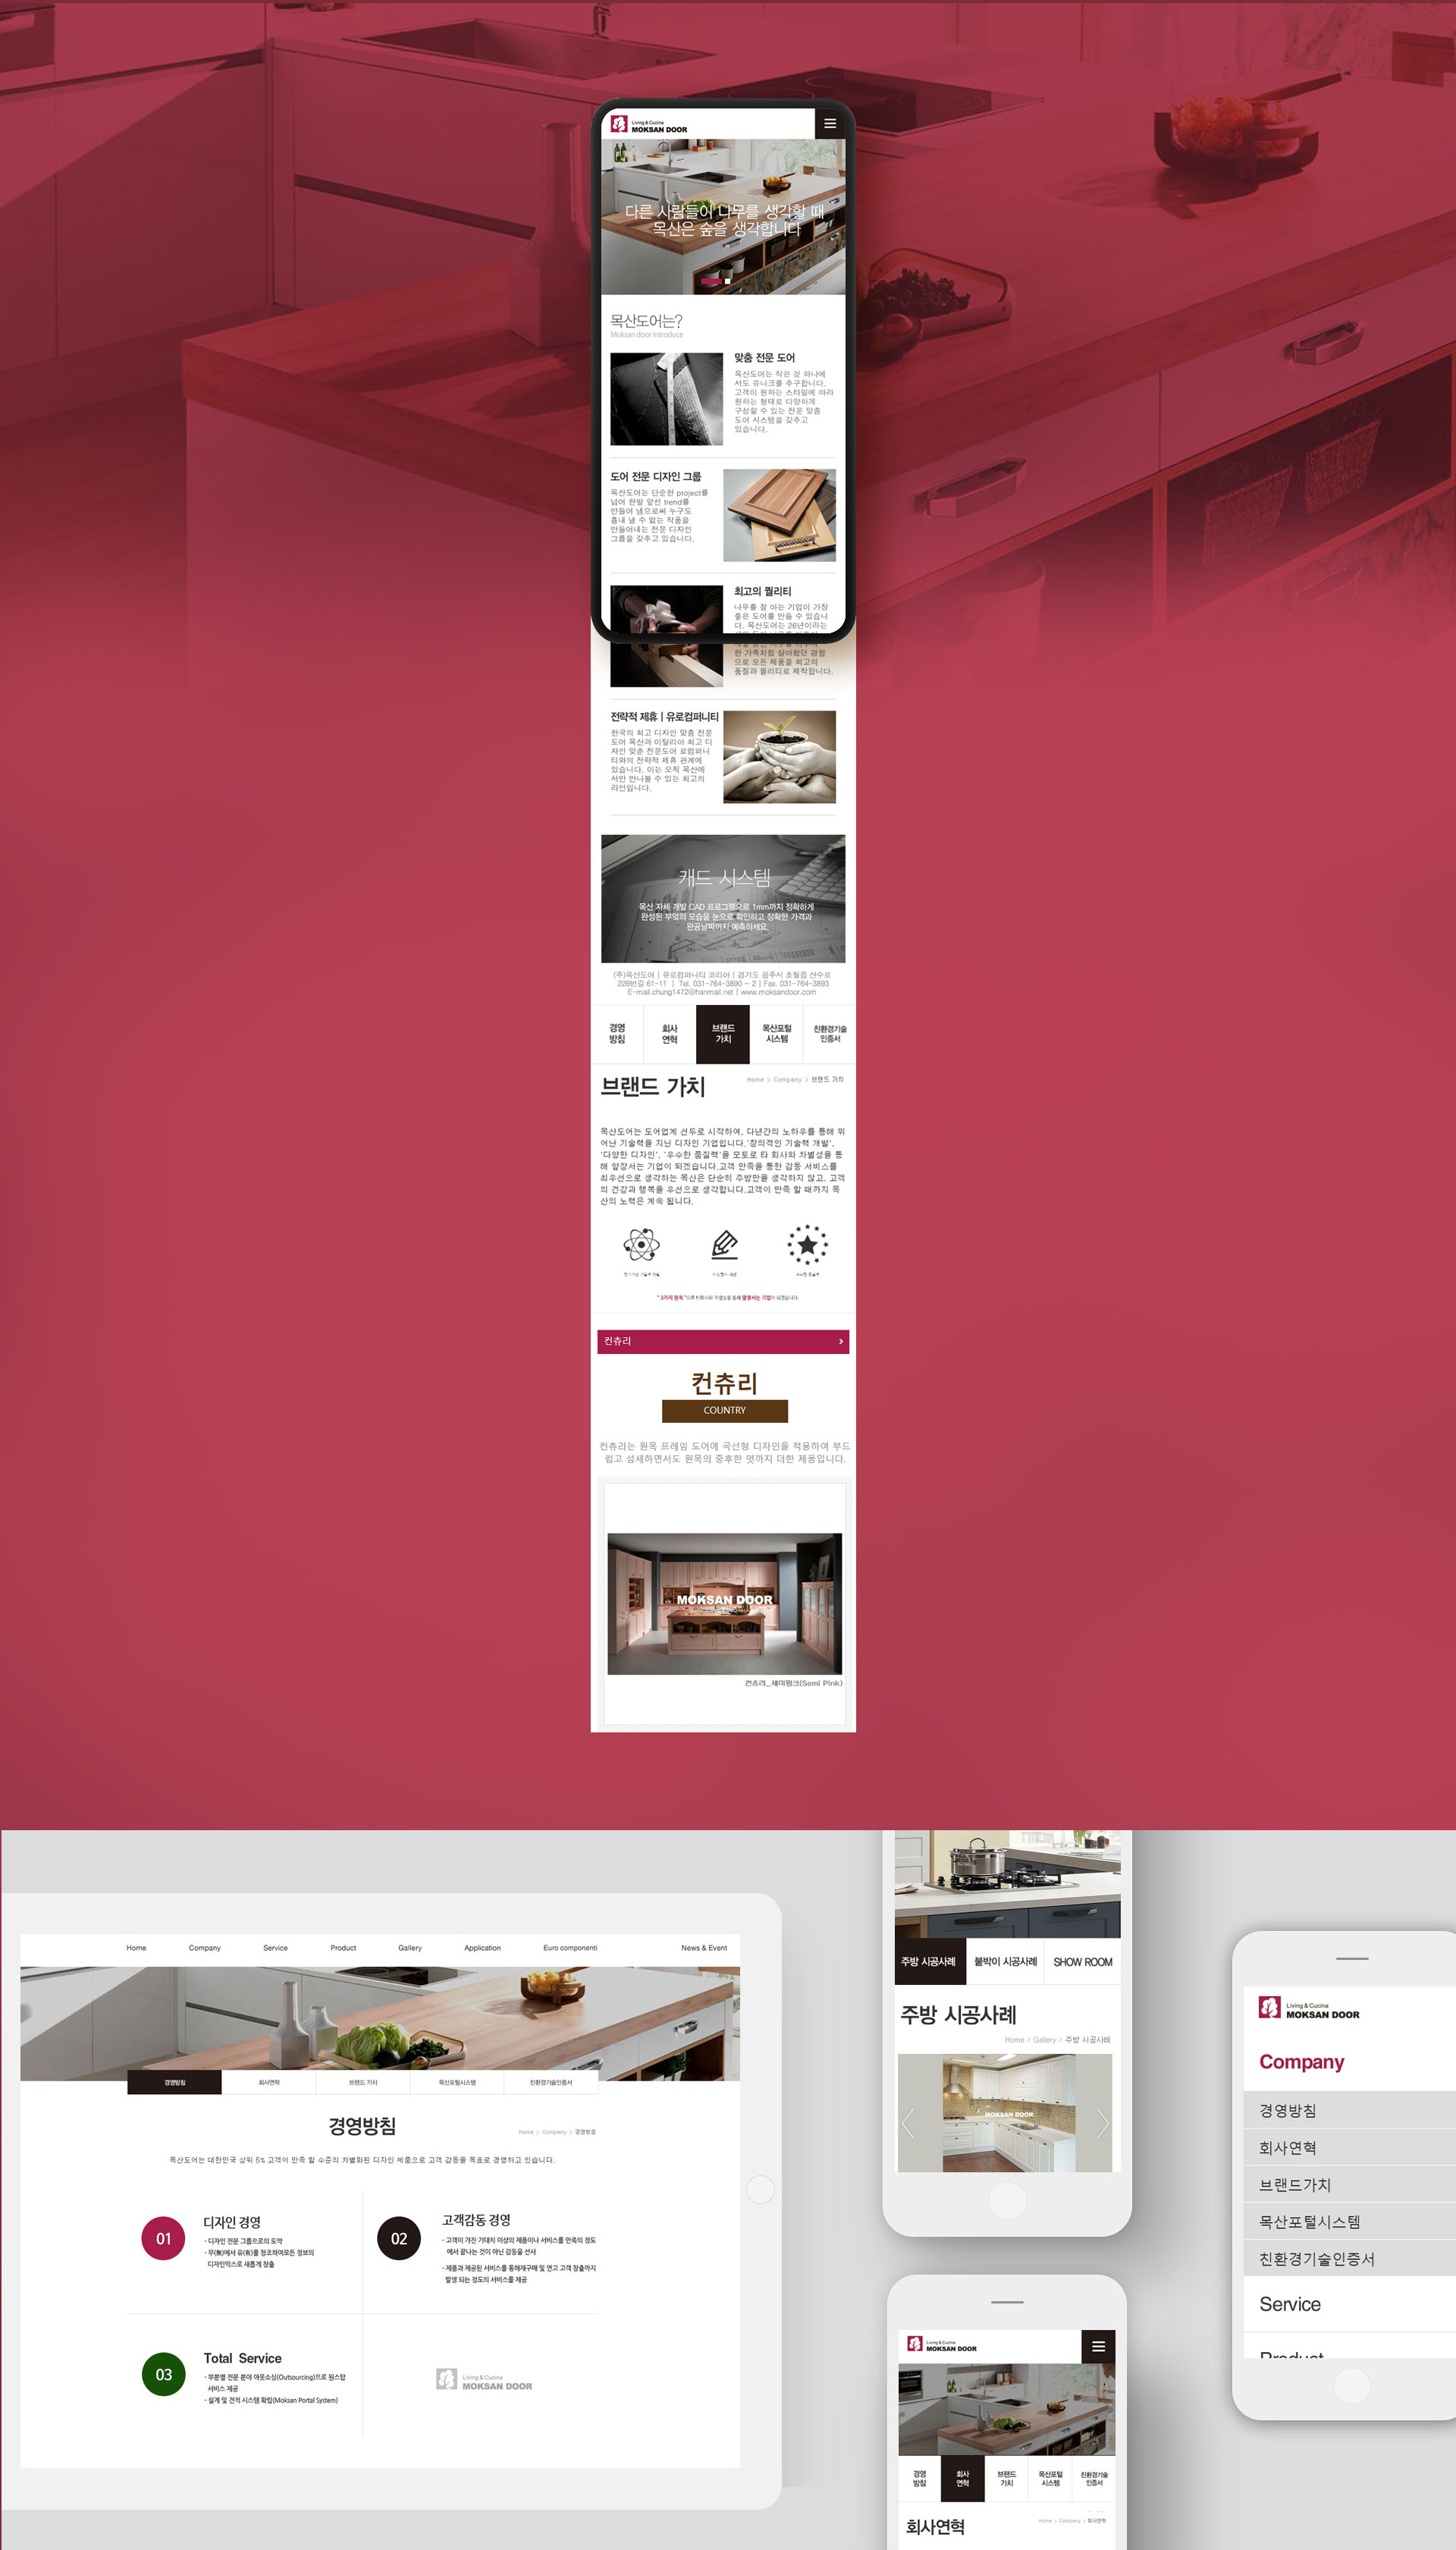 Living & Cucina
MOKSAN DOOR
다른 사람들이 나무를 생각할 때
목산은 숲을 생각합니다
목산도어는?
Moksan door introduce
맞춤 전문 도어
목산도어는 작은 것 하나에
서도 유니크를 추구합니다.
고객이 원하는 스타일에 따라
원하는 형태로 다양하게
구성할 수 있는 전문 맞춤
도어 시스템을 갖추고
있습니다.
도어 전문 디자인 그룹
목산도어는 단순한 project를
넘어 한발 앞선 trend를
만들어 냄으로써 누구도
흉내 낼 수 없는 작품을
만들어내는 전문 디자인
그룹을 갖추고 있습니다.
최고의 퀄리티
나무를 잘 아는 기업이 가장
좋은 도어를 만들 수 있습니
다. 목산도어는 26년이라는
한 가족처럼 살아왔던 경험
으로 모든 제품을 최고의
품질과 퀄리티로 제작합니다.
전략적 제휴 | 유로컴퍼니티
한국의 최고 디자인 맞춤 전문
도어 목산과 이탈리아 최고 디
자인 맞춘 전문도어 로컴퍼니
티와의 전략적 제휴 관계에
있습니다. 이는 오직 목산에
서만 만나볼 수 있는 최고의
라인입니다.
캐드 시스템
목산 자체 개발 CAD 프로그램으로 1mm까지 정확하게
완성된 부엌의 모습을 눈으로 확인하고 정확한 가격과
완공날짜까지 예측하세요.
(주)목산도어 | 유로컴퍼니티 코리아 | 경기도 광주시 초월읍 산수로
226번길 61-11 | Tel. 031-764-3890 ~ 2 | Fax. 031-764-3893
E-mail.chung1472@hanmail.net | www.moksandoor.com
경영
방침
회사
연혁
브랜드
가치
목산포털
시스템
친환경기술
인증서
브랜드 가치
Home > Company > 브랜드 가치
목산도어는 도어업계 선두로 시작하여, 다년간의 노하우를 통해 뛰
어난 기술력을 지닌 디자인 기업입니다.'창의적인 기술력 개발',
'다양한 디자인', '우수한 품질력'을 모토로 타 회사와 차별성을 통
해 앞장서는 기업이 되겠습니다.고객 만족을 통한 감동 서비스를
최우선으로 생각하는 목산은 단순히 주방만을 생각하지 않고, 고객
의 건강과 행복을 우선으로 생각합니다.고객이 만족 할 때까지 목
산의 노력은 계속 됩니다.
컨츄리
컨츄리
COUNTRY
컨츄리는 원목 프레임 도어에 곡선형 디자인을 적용하여 부드
럽고 섬세하면서도 원목의 중후한 멋까지 더한 제품입니다.
MOKSAN DOOR
컨츄리_세미핑크(Semi Pink)
Home Company Service Product Gallery Application Euro componenti News & Event
경영방침 회사연혁 브랜드 가치 목산포털시스템 친환경기술인증서
경영방침
Home > Company > 경영방침
목산도어는 대한민국 상위 5% 고객이 만족 할 수준의 차별화된 디자인 제품으로 고객 감동을 목표로 경영하고 있습니다.
01
디자인 경영
- 디자인 전문 그룹으로의 도약
- 무(無)에서 유(有)를 창조하여모든 정보의
디자인믹스로 새롭게 창출
02
고객감동 경영
- 고객이 가진 기대치 이상의 제품이나 서비스를 만족의 정도
에서 끝나는 것이 아닌 감동을 선사
- 제품과 제공된 서비스를 통해재구매 및 연고 고객 창출까지
발생 되는 정도의 서비스를 제공
03
Total Service
- 부분별 전문 분야 아웃소싱(Outsourcing)으로 원스탑
서비스 제공
- 설계 및 견적 시스템 확립(Moksan Portal System)
Living & Cucina
MOKSAN DOOR
주방 시공사례 붙박이 시공사례 SHOW ROOM
주방 시공사례
Home > Gallery > 주방 시공사례
MOKSAN DOOR
Living & Cucina
MOKSAN DOOR
경영
방침
회사
연혁
브랜드
가치
목산포털
시스템
친환경기술
인증서
회사연혁
Home > Company > 회사연혁
Living & Cucina
MOKSAN DOOR
Company
경영방침
회사연혁
브랜드가치
목산포털시스템
친환경기술인증서
Service
Product